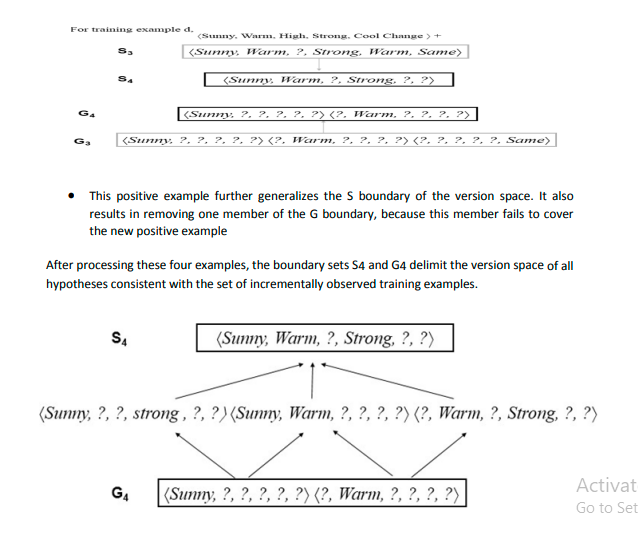 For training example d,
⟨Sunny, Warm, High, Strong, Cool Change⟩ +
S₃ ⟨Sunny, Warm, ?, Strong, Warm, Same⟩
S₄ ⟨Sunny, Warm, ?, Strong, ?, ?⟩
G₄ ⟨Sunny, ?, ?, ?, ?, ?⟩ ⟨?, Warm, ?, ?, ?, ?⟩
G₃ ⟨Sunny, ?, ?, ?, ?, ?⟩ ⟨?, Warm, ?, ?, ?, ?⟩ ⟨?, ?, ?, ?, ?, Same⟩
• This positive example further generalizes the S boundary of the version space. It also
results in removing one member of the G boundary, because this member fails to cover
the new positive example
After processing these four examples, the boundary sets S4 and G4 delimit the version space of all
hypotheses consistent with the set of incrementally observed training examples.
S₄ ⟨Sunny, Warm, ?, Strong, ?, ?⟩
⟨Sunny, ?, ?, strong , ?, ?⟩ ⟨Sunny, Warm, ?, ?, ?, ?⟩ ⟨?, Warm, ?, Strong, ?, ?⟩
G₄ ⟨Sunny, ?, ?, ?, ?, ?⟩ ⟨?, Warm, ?, ?, ?, ?⟩
Activat
Go to Set